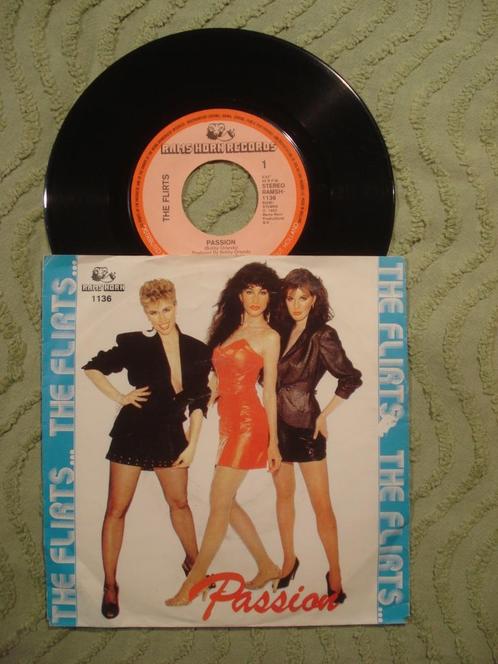 RAMS HORN RECORDS
THE FLIRTS
1
STEREO
RAMSH-
1136
PASSION
(Bobby Orlando)
Produced by Bobby Orlando
RAMS HORN
1136
THE FLIRTS... THE FLIRTS...
THE FLIRTS... THE FLIRTS...
Passion